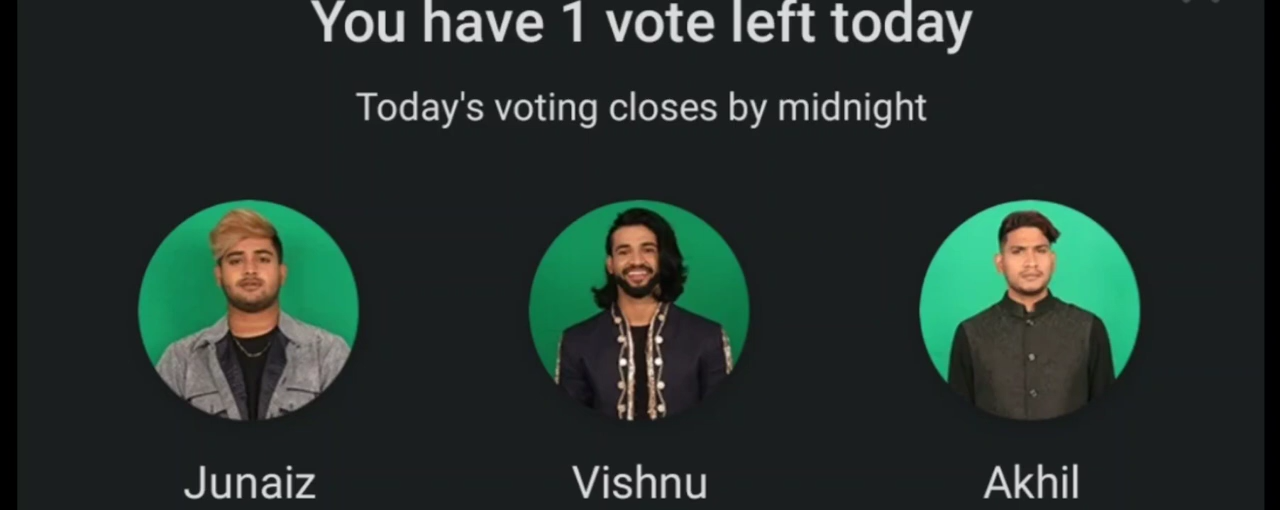 You have 1 vote left today
Today's voting closes by midnight
Junaiz
Vishnu
Akhil